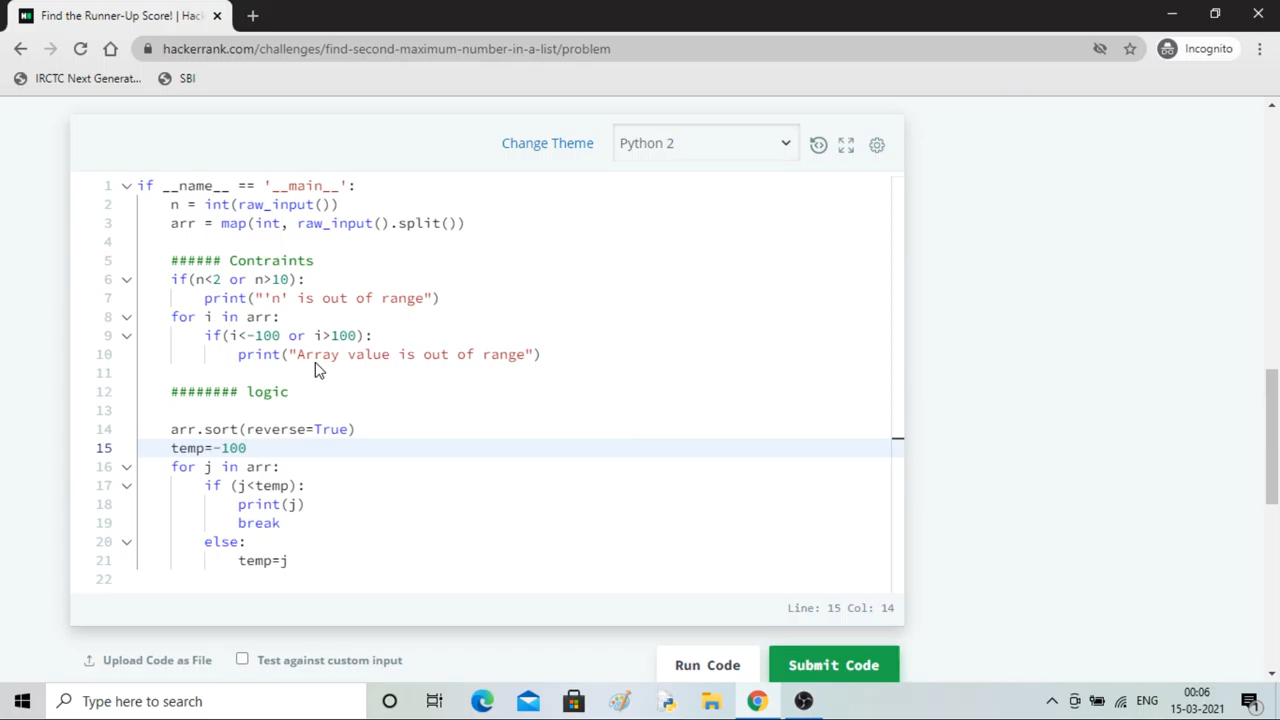 Find the Runner-Up Score! | Hac
hackerrank.com/challenges/find-second-maximum-number-in-a-list/problem
Incognito
IRCTC Next Generat...
SBI
Change Theme
Python 2
1 if __name__ == '__main__':
2 n = int(raw_input())
3 arr = map(int, raw_input().split())
4
5 ###### Contraints
6 if(n<2 or n>10):
7 print("'n' is out of range")
8 for i in arr:
9 if(i<-100 or i>100):
10 print("Array value is out of range")
11
12 ######## logic
13
14 arr.sort(reverse=True)
15 temp=-100
16 for j in arr:
17 if (j<temp):
18 print(j)
19 break
20 else:
21 temp=j
22
Line: 15 Col: 14
Upload Code as File
Test against custom input
Run Code
Submit Code
Type here to search
ENG
00:06
15-03-2021
1